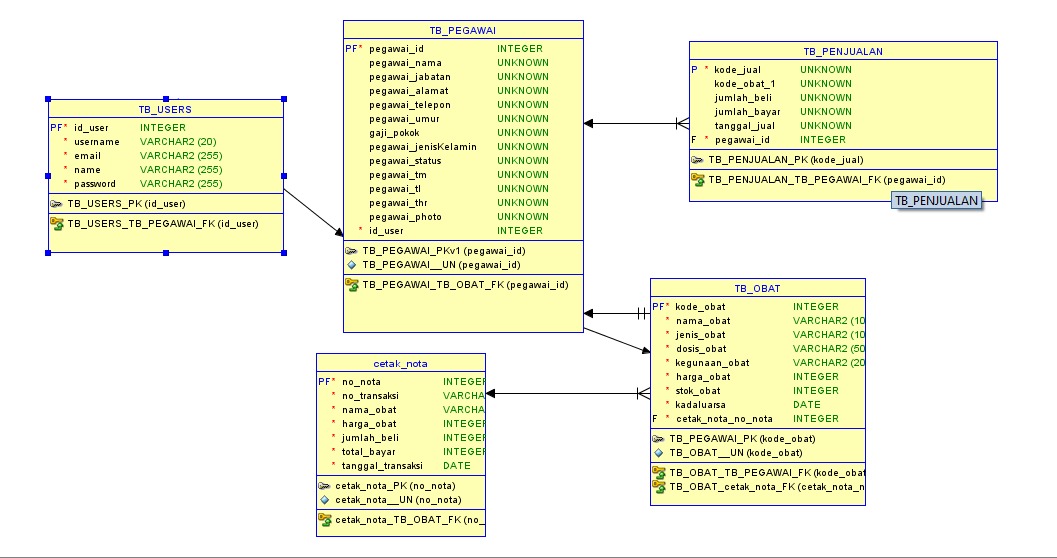 TB_USERS
PF* id_user INTEGER
* username VARCHAR2 (20)
* email VARCHAR2 (255)
* name VARCHAR2 (255)
* password VARCHAR2 (255)
TB_USERS_PK (id_user)
TB_USERS_TB_PEGAWAI_FK (id_user)
TB_PEGAWAI
PF* pegawai_id INTEGER
pegawai_nama UNKNOWN
pegawai_jabatan UNKNOWN
pegawai_alamat UNKNOWN
pegawai_telepon UNKNOWN
pegawai_umur UNKNOWN
gaji_pokok UNKNOWN
pegawai_jenisKelamin UNKNOWN
pegawai_status UNKNOWN
pegawai_tm UNKNOWN
pegawai_tl UNKNOWN
pegawai_thr UNKNOWN
pegawai_photo UNKNOWN
* id_user INTEGER
TB_PEGAWAI_PKv1 (pegawai_id)
TB_PEGAWAI__UN (pegawai_id)
TB_PEGAWAI_TB_OBAT_FK (pegawai_id)
TB_PENJUALAN
P * kode_jual UNKNOWN
kode_obat_1 UNKNOWN
jumlah_beli UNKNOWN
jumlah_bayar UNKNOWN
tanggal_jual UNKNOWN
F * pegawai_id INTEGER
TB_PENJUALAN_PK (kode_jual)
TB_PENJUALAN_TB_PEGAWAI_FK (pegawai_id)
TB_PENJUALAN
TB_OBAT
PF* kode_obat INTEGER
* nama_obat VARCHAR2 (10
* jenis_obat VARCHAR2 (10
* dosis_obat VARCHAR2 (50
* kegunaan_obat VARCHAR2 (20
* harga_obat INTEGER
* stok_obat INTEGER
* kadaluarsa DATE
F * cetak_nota_no_nota INTEGER
TB_PEGAWAI_PK (kode_obat)
TB_OBAT__UN (kode_obat)
TB_OBAT_TB_PEGAWAI_FK (kode_obat
TB_OBAT_cetak_nota_FK (cetak_nota_n
cetak_nota
PF* no_nota INTEGER
* no_transaksi VARCHA
* nama_obat VARCHA
* harga_obat INTEGER
* jumlah_beli INTEGER
* total_bayar INTEGER
* tanggal_transaksi DATE
cetak_nota_PK (no_nota)
cetak_nota__UN (no_nota)
cetak_nota_TB_OBAT_FK (no_